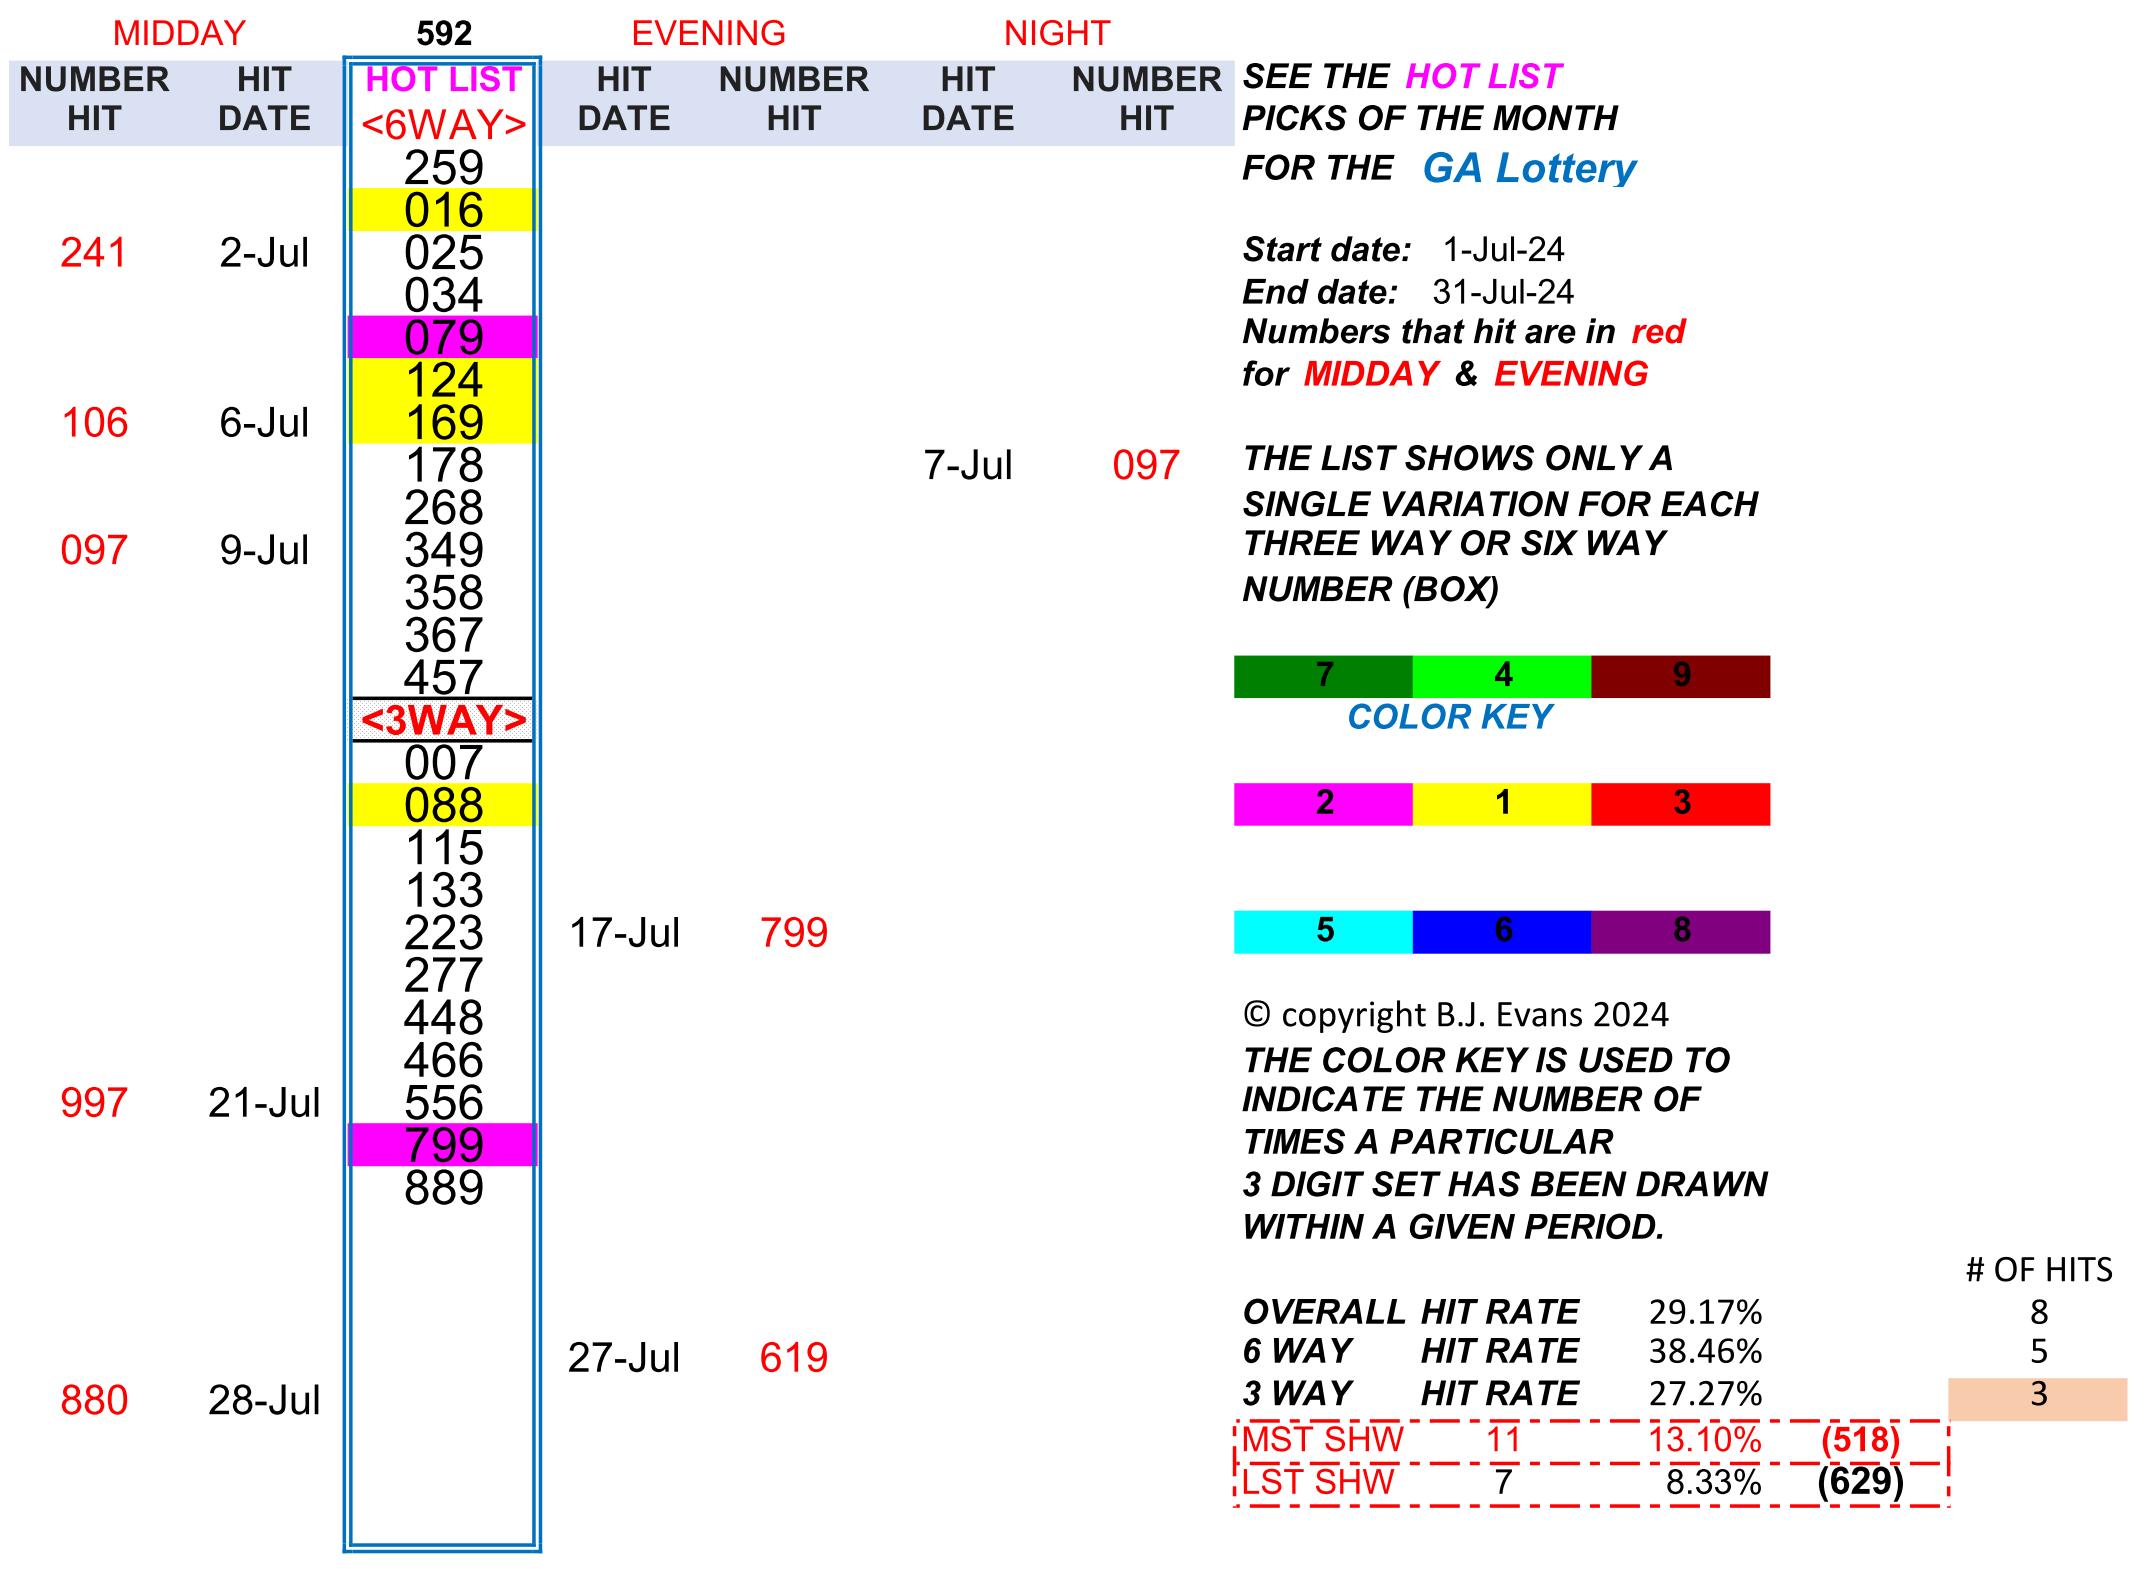 MIDDAY 592 EVENING NIGHT
NUMBER HIT HOT LIST HIT NUMBER HIT NUMBER SEE THE HOT LIST
HIT DATE <6WAY> DATE HIT DATE HIT PICKS OF THE MONTH
259 FOR THE GA Lottery
016
241 2-Jul 025 Start date: 1-Jul-24
034 End date: 31-Jul-24
079 Numbers that hit are in red
124 for MIDDAY & EVENING
106 6-Jul 169
178 7-Jul 097 THE LIST SHOWS ONLY A
268 SINGLE VARIATION FOR EACH
097 9-Jul 349 THREE WAY OR SIX WAY
358 NUMBER (BOX)
367
457 7 4 9
<3WAY> COLOR KEY
007
088 2 1 3
115
133
223 17-Jul 799 5 6 8
277
448 © copyright B.J. Evans 2024
466 THE COLOR KEY IS USED TO
997 21-Jul 556 INDICATE THE NUMBER OF
799 TIMES A PARTICULAR
889 3 DIGIT SET HAS BEEN DRAWN
WITHIN A GIVEN PERIOD.
# OF HITS
OVERALL HIT RATE 29.17% 8
27-Jul 619 6 WAY HIT RATE 38.46% 5
880 28-Jul 3 WAY HIT RATE 27.27% 3
MST SHW 11 13.10% (518)
LST SHW 7 8.33% (629)